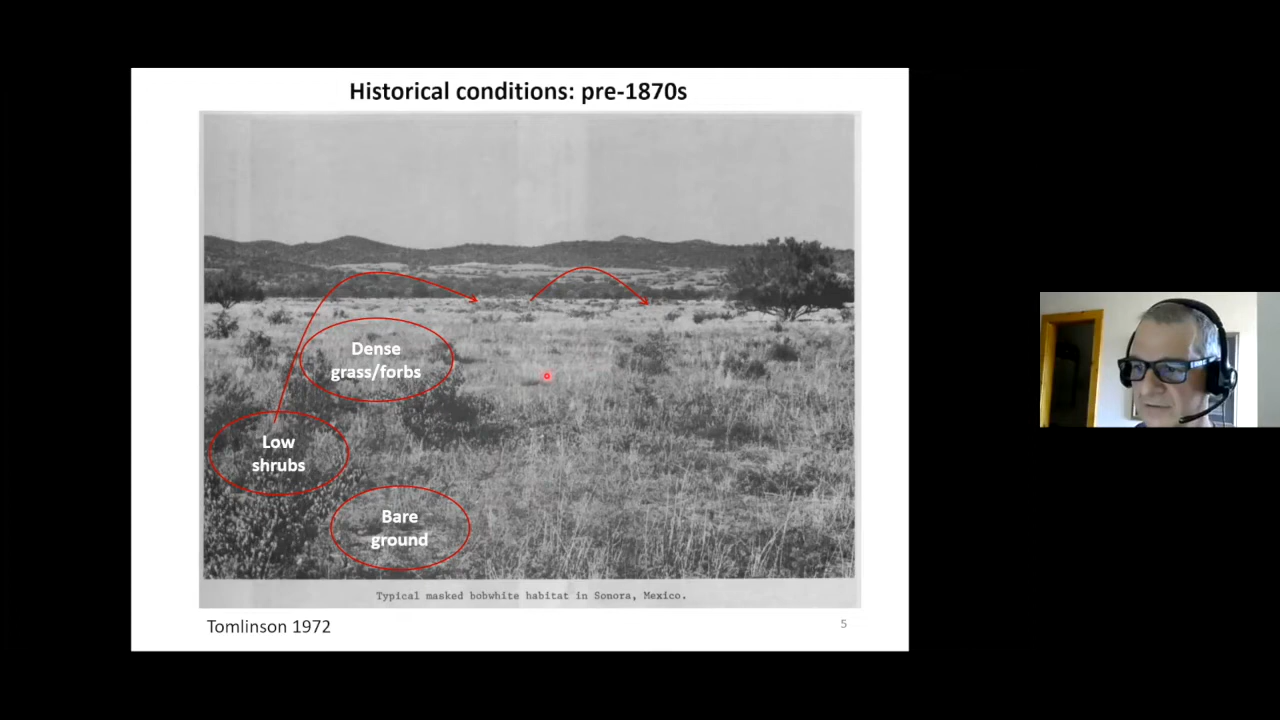 Historical conditions: pre-1870s
Dense
grass/forbs
Low
shrubs
Bare
ground
Typical masked bobwhite habitat in Sonora, Mexico.
Tomlinson 1972
5